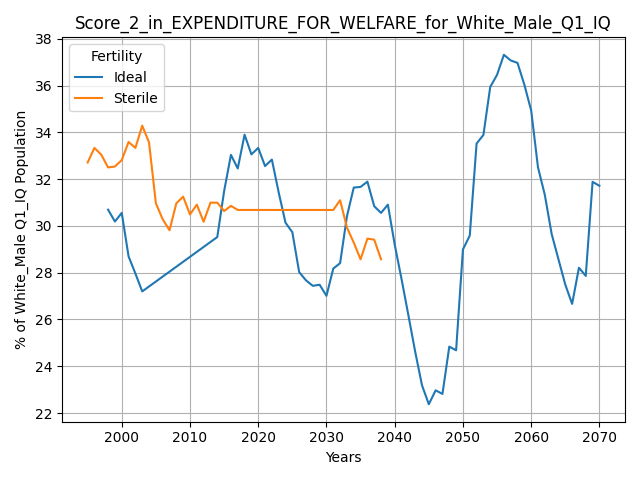 Score_2_in_EXPENDITURE_FOR_WELFARE_for_White_Male_Q1_IQ
Fertility
Ideal
Sterile
% of White_Male Q1_IQ Population
38
36
34
32
30
28
26
24
22
2000 2010 2020 2030 2040 2050 2060 2070
Years